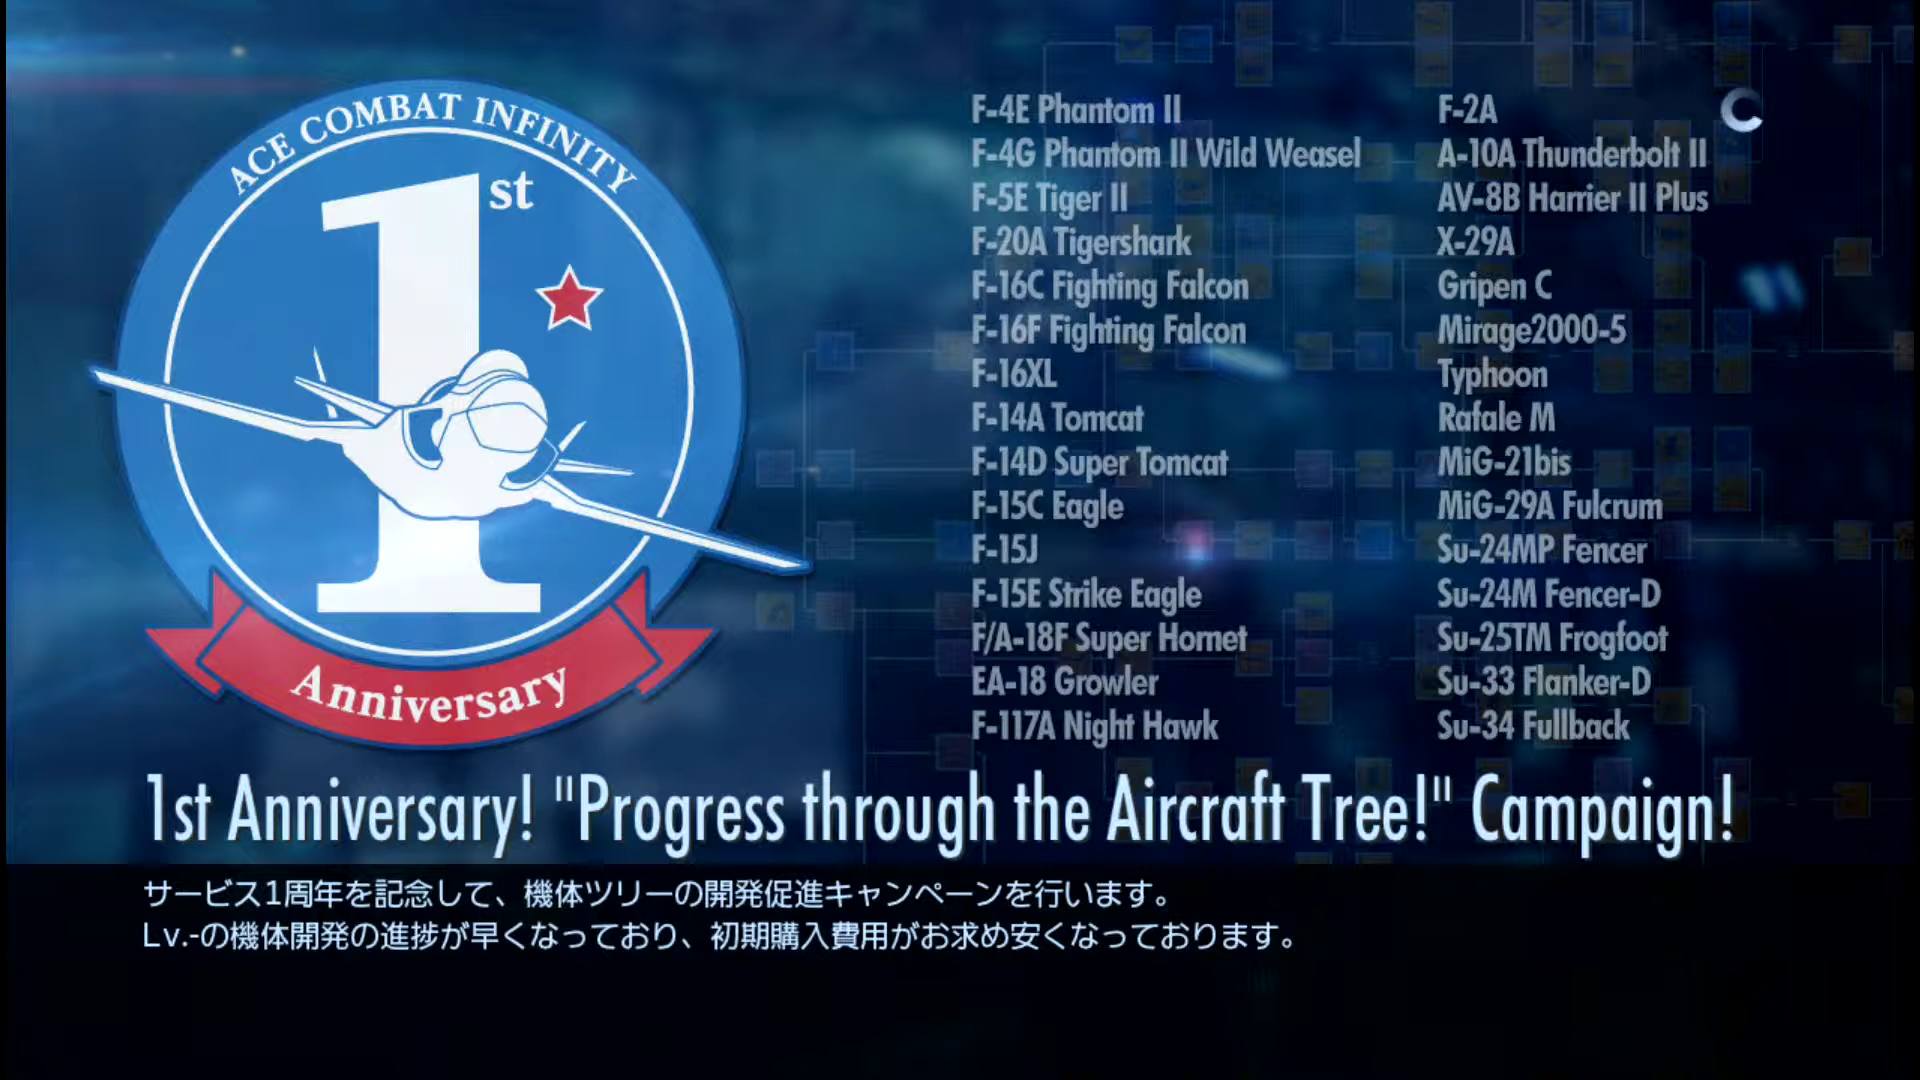 ACE COMBAT INFINITY
1st
Anniversary
F-4E Phantom II
F-4G Phantom II Wild Weasel
F-5E Tiger II
F-20A Tigershark
F-16C Fighting Falcon
F-16F Fighting Falcon
F-16XL
F-14A Tomcat
F-14D Super Tomcat
F-15C Eagle
F-15J
F-15E Strike Eagle
F/A-18F Super Hornet
EA-18 Growler
F-117A Night Hawk
F-2A
A-10A Thunderbolt II
AV-8B Harrier II Plus
X-29A
Gripen C
Mirage2000-5
Typhoon
Rafale M
MiG-21bis
MiG-29A Fulcrum
Su-24MP Fencer
Su-24M Fencer-D
Su-25TM Frogfoot
Su-33 Flanker-D
Su-34 Fullback
1st Anniversary! "Progress through the Aircraft Tree!" Campaign!
サービス1周年を記念して、機体ツリーの開発促進キャンペーンを行います。
Lv.-の機体開発の進捗が早くなっており、初期購入費用がお求め安くなっております。